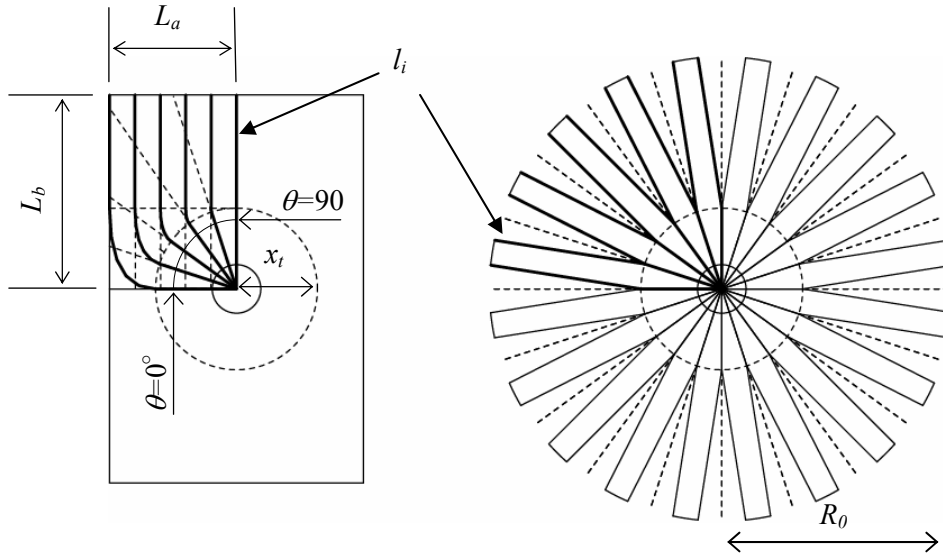 L_a
l_i
L_b
θ=90
x_t
θ=0°
R_0